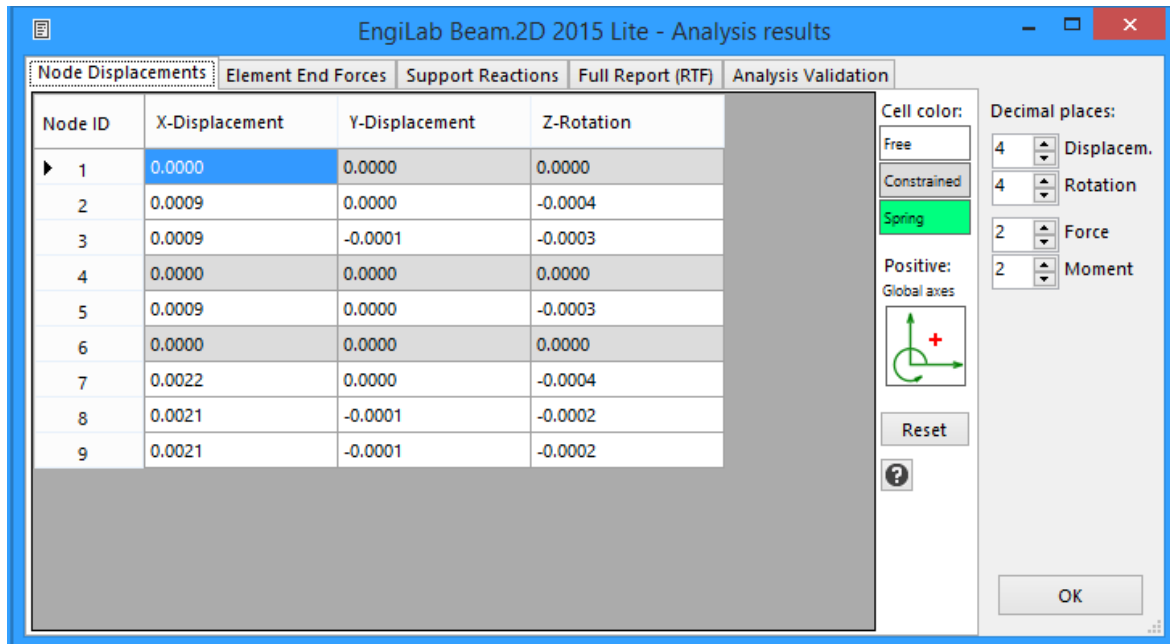 EngiLab Beam.2D 2015 Lite - Analysis results
Node Displacements Element End Forces Support Reactions Full Report (RTF) Analysis Validation
Node ID X-Displacement Y-Displacement Z-Rotation
1 0.0000 0.0000 0.0000
2 0.0009 0.0000 -0.0004
3 0.0009 -0.0001 -0.0003
4 0.0000 0.0000 0.0000
5 0.0009 0.0000 -0.0003
6 0.0000 0.0000 0.0000
7 0.0022 0.0000 -0.0004
8 0.0021 -0.0001 -0.0002
9 0.0021 -0.0001 -0.0002
Cell color:
Free
Constrained
Spring
Positive:
Global axes
+
Reset
?
Decimal places:
4 Displacem.
4 Rotation
2 Force
2 Moment
OK